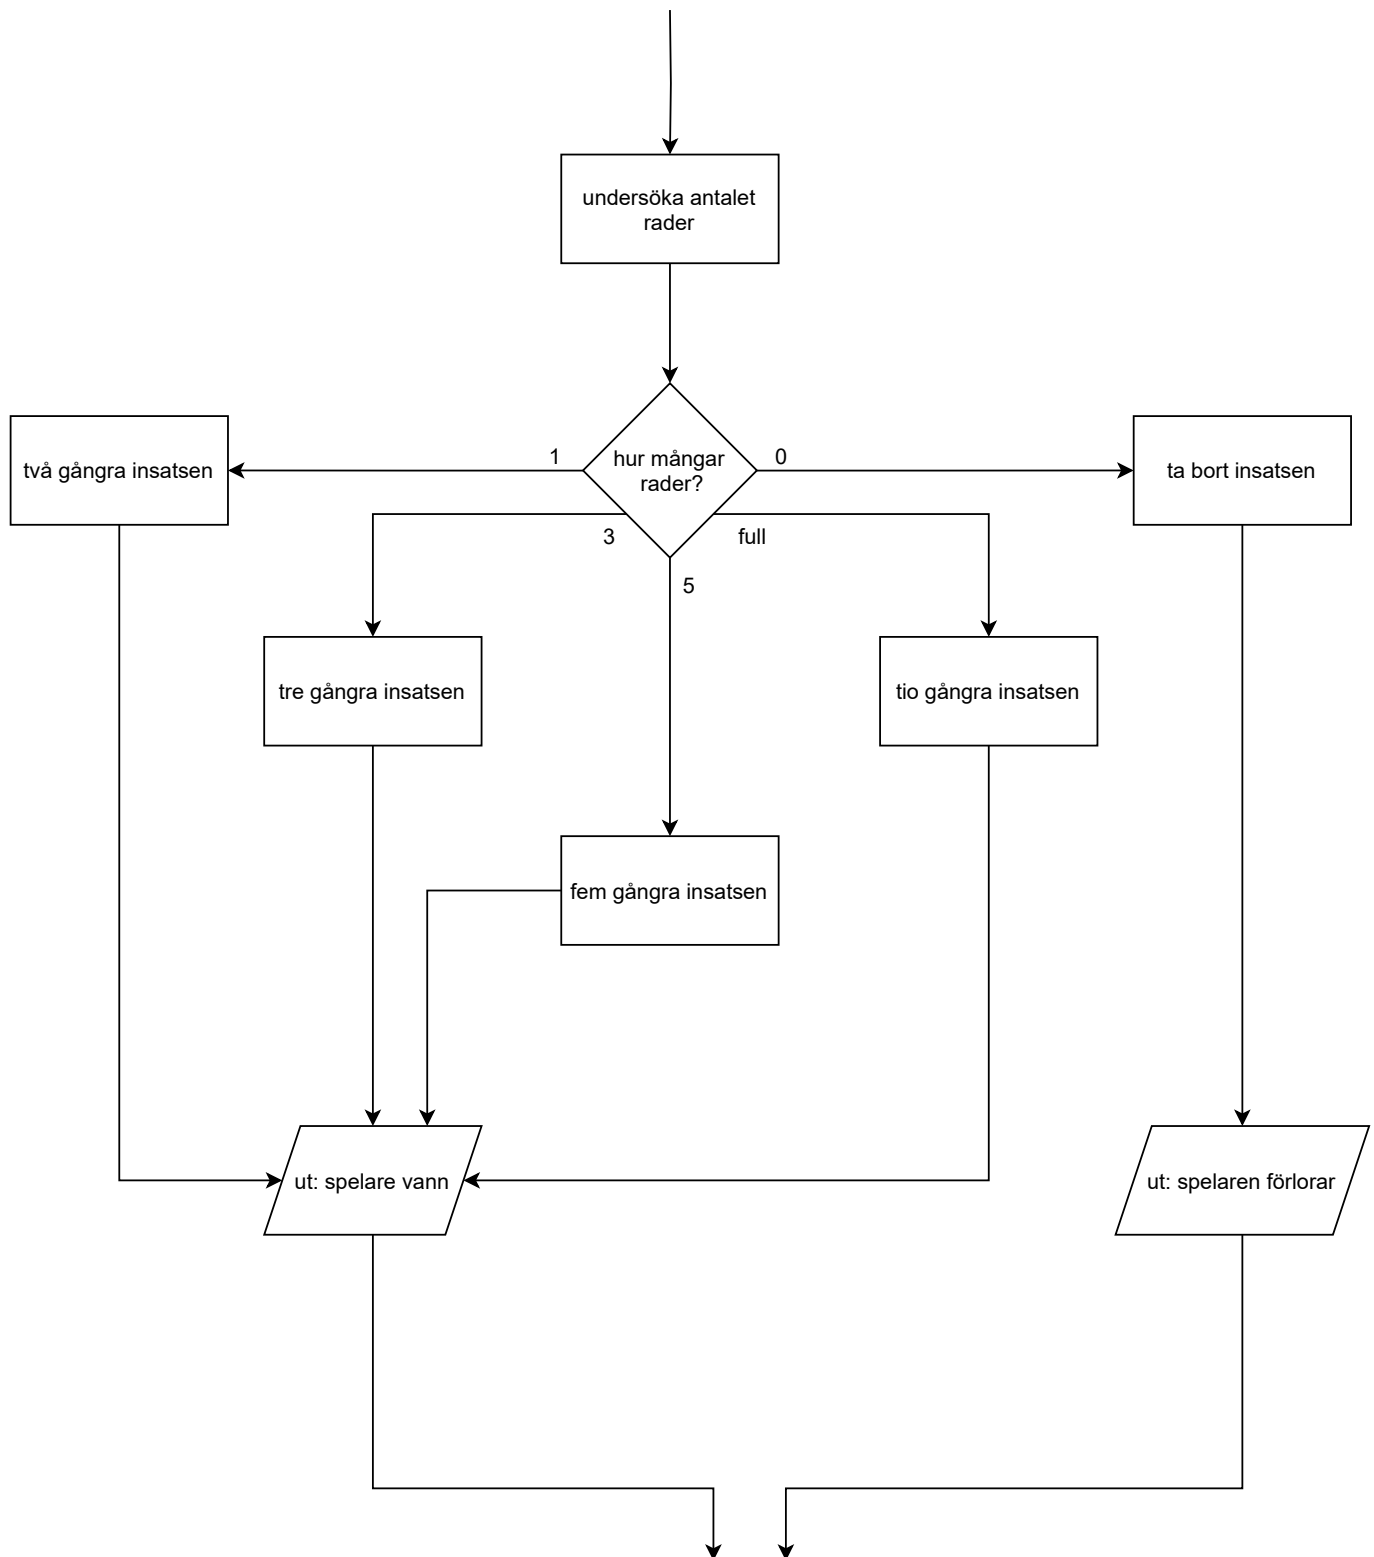 undersöka antalet
rader
hur mångar
rader?
1
0
3
full
5
två gångra insatsen
ta bort insatsen
tre gångra insatsen
tio gångra insatsen
fem gångra insatsen
ut: spelare vann
ut: spelaren förlorar